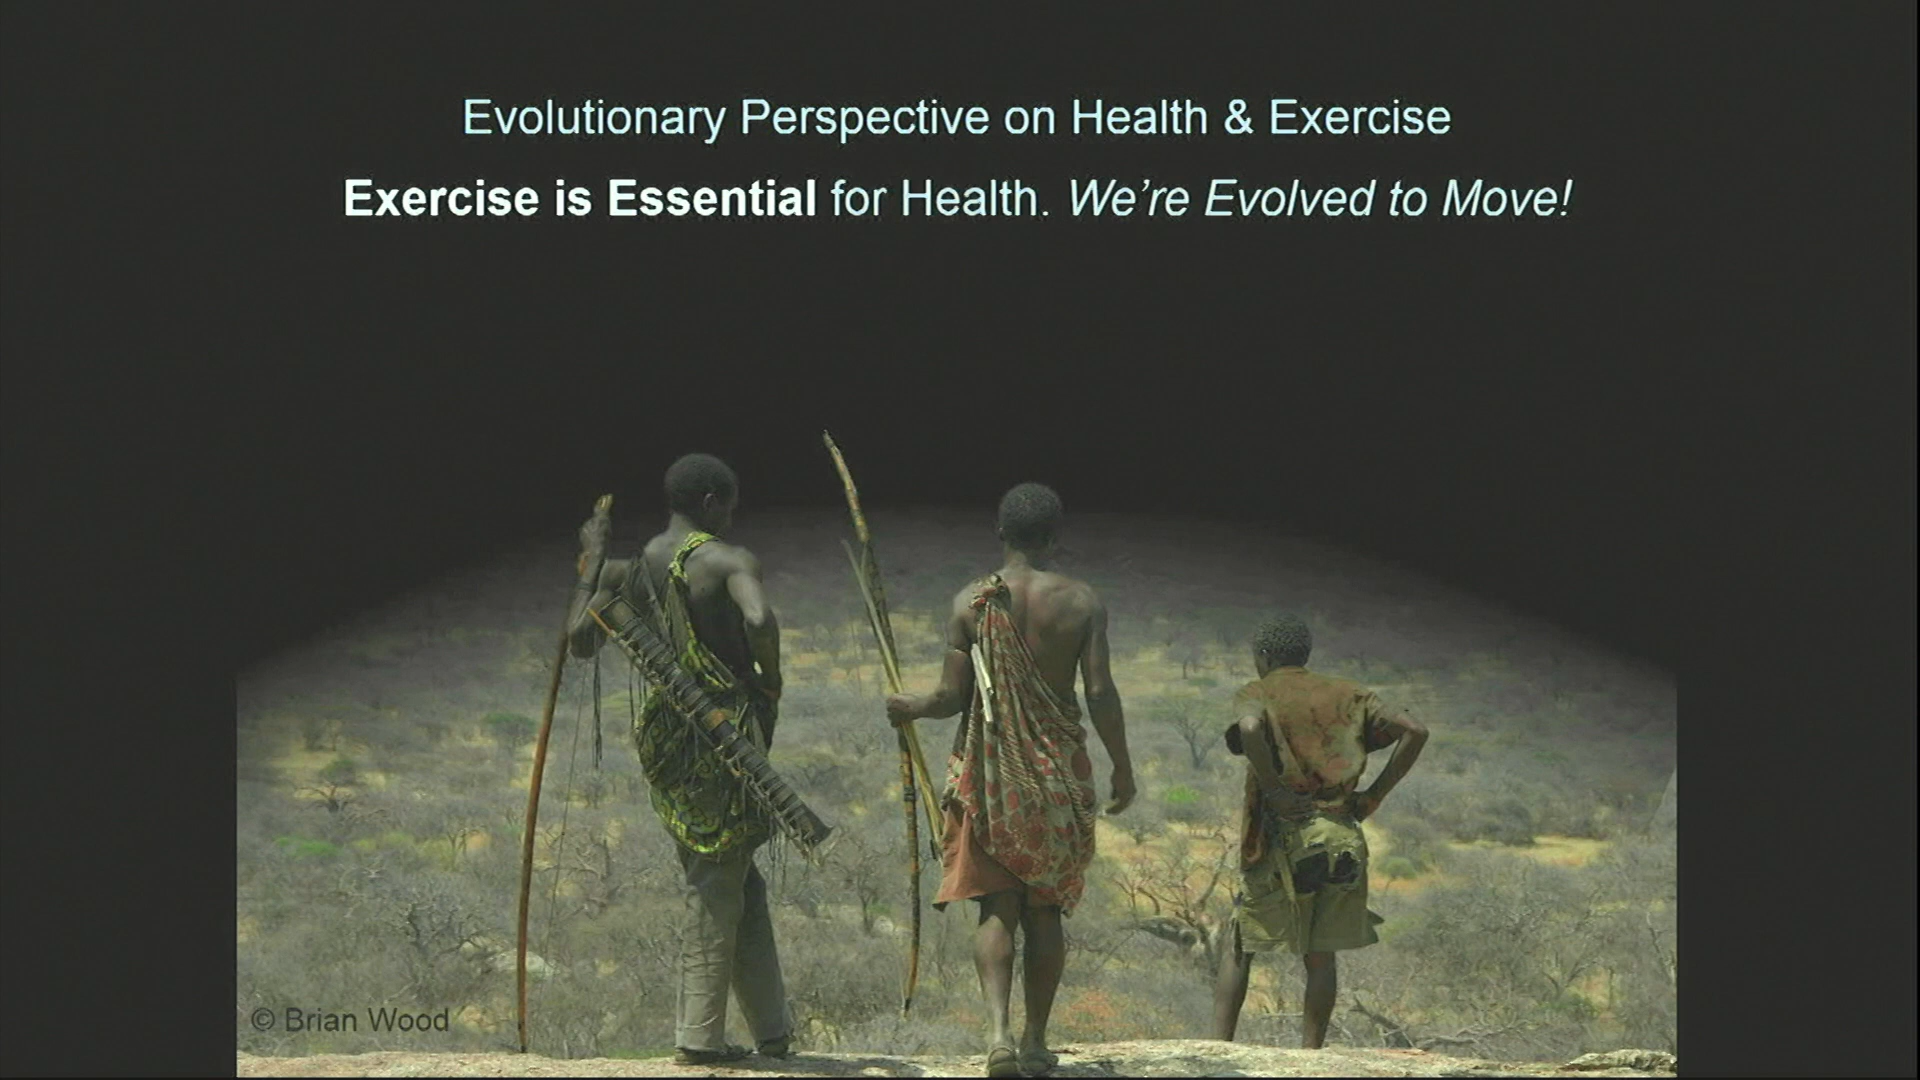 Evolutionary Perspective on Health & Exercise
Exercise is Essential for Health. We're Evolved to Move!
© Brian Wood